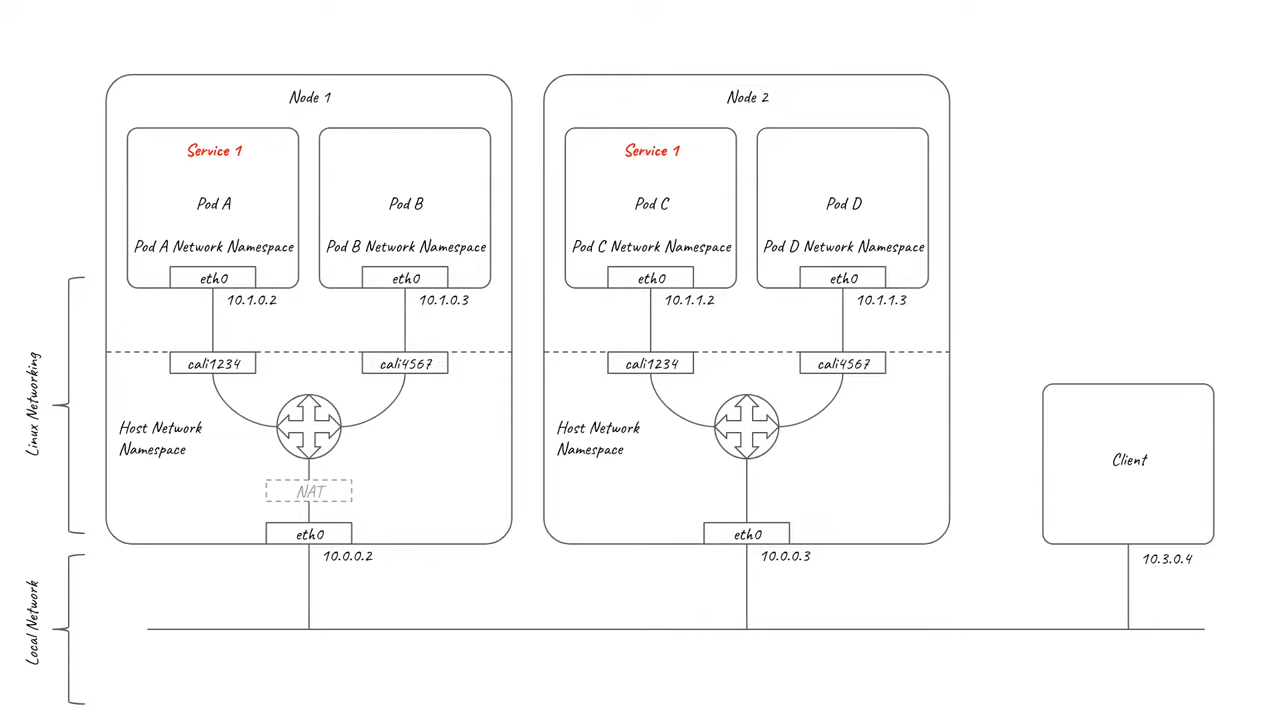 Node 1
Service 1
Pod A
Pod A Network Namespace
eth0
10.1.0.2
Pod B
Pod B Network Namespace
eth0
10.1.0.3
cali1234
cali4567
Host Network
Namespace
NAT
eth0
10.0.0.2
Node 2
Service 1
Pod C
Pod C Network Namespace
eth0
10.1.1.2
Pod D
Pod D Network Namespace
eth0
10.1.1.3
cali1234
cali4567
Host Network
Namespace
eth0
10.0.0.3
Client
10.3.0.4
Linux Networking
Local Network